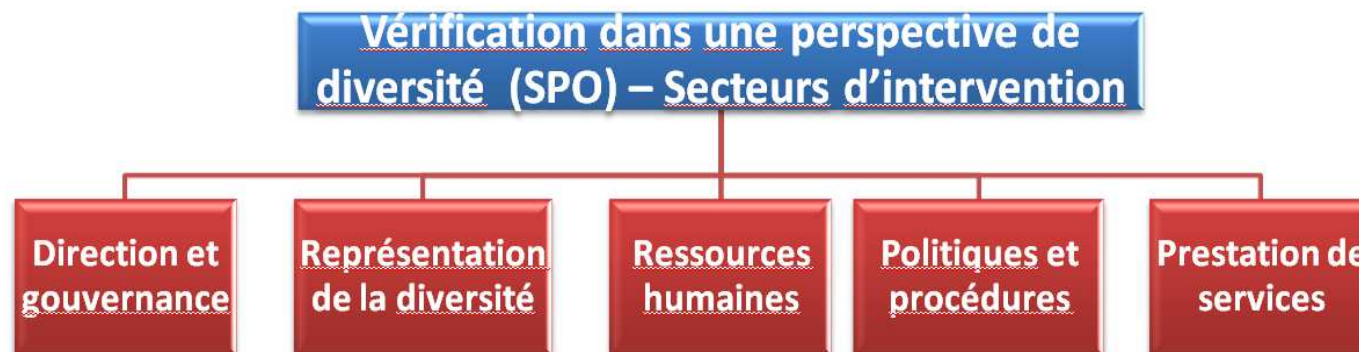 Vérification dans une perspective de
diversité (SPO) – Secteurs d’intervention
Direction et
gouvernance
Représentation
de la diversité
Ressources
humaines
Politiques et
procédures
Prestation de
services